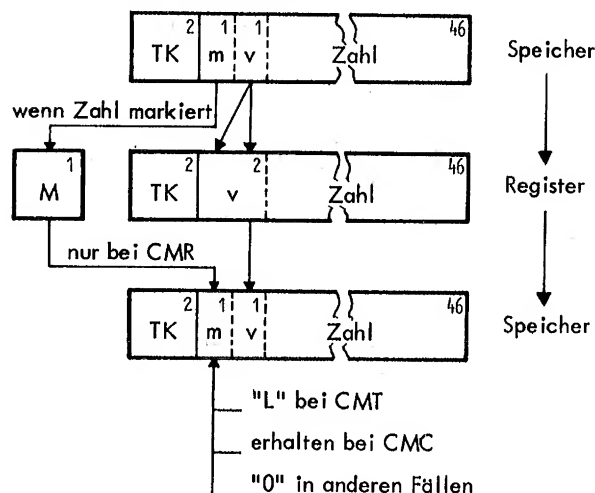 2 1 1 46
TK m v Zahl Speicher
wenn Zahl markiert
1 2 2 46
M TK v Zahl Register
nur bei CMR
2 1 1 46
TK m v Zahl Speicher
"L" bei CMT
erhalten bei CMC
"0" in anderen Fällen